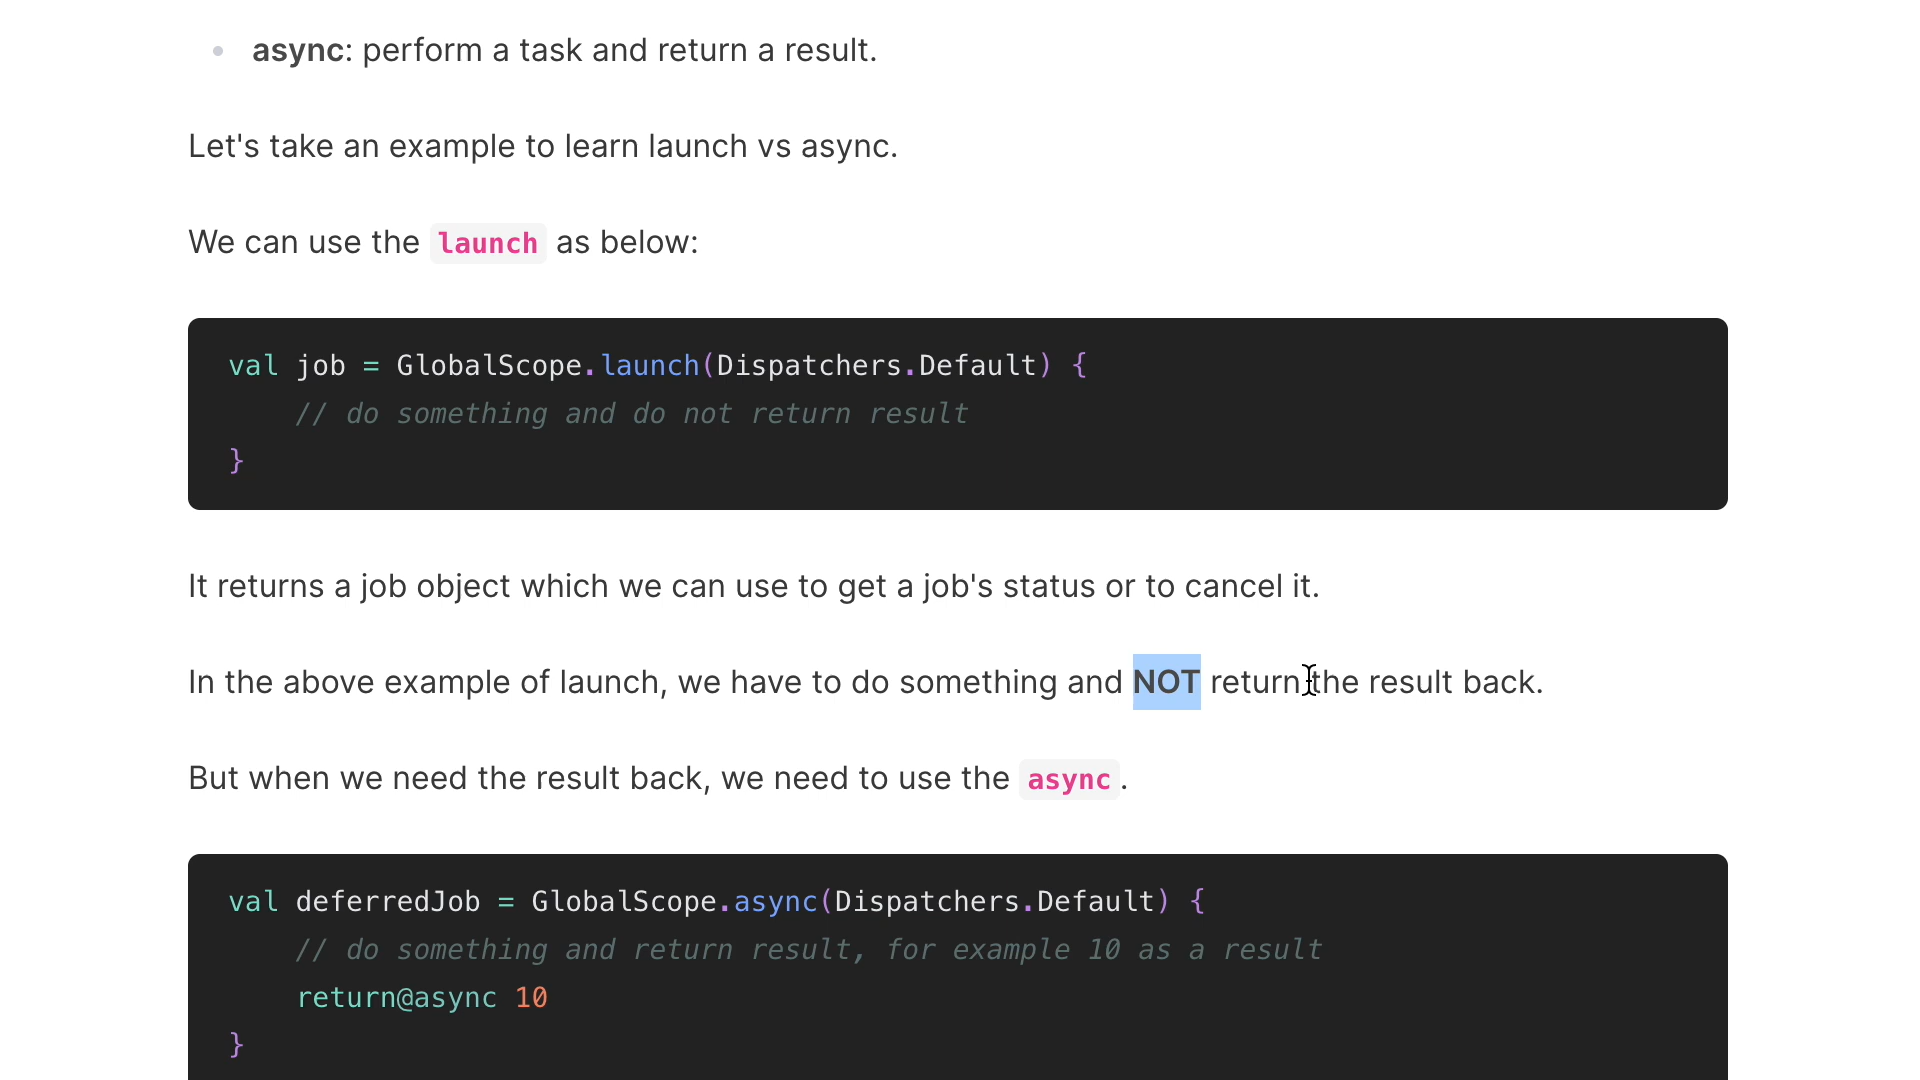 async: perform a task and return a result.
Let's take an example to learn launch vs async.
We can use the launch as below:
val job = GlobalScope.launch(Dispatchers.Default) {
    // do something and do not return result
}
It returns a job object which we can use to get a job's status or to cancel it.
In the above example of launch, we have to do something and NOT return the result back.
But when we need the result back, we need to use the async.
val deferredJob = GlobalScope.async(Dispatchers.Default) {
    // do something and return result, for example 10 as a result
    return@async 10
}